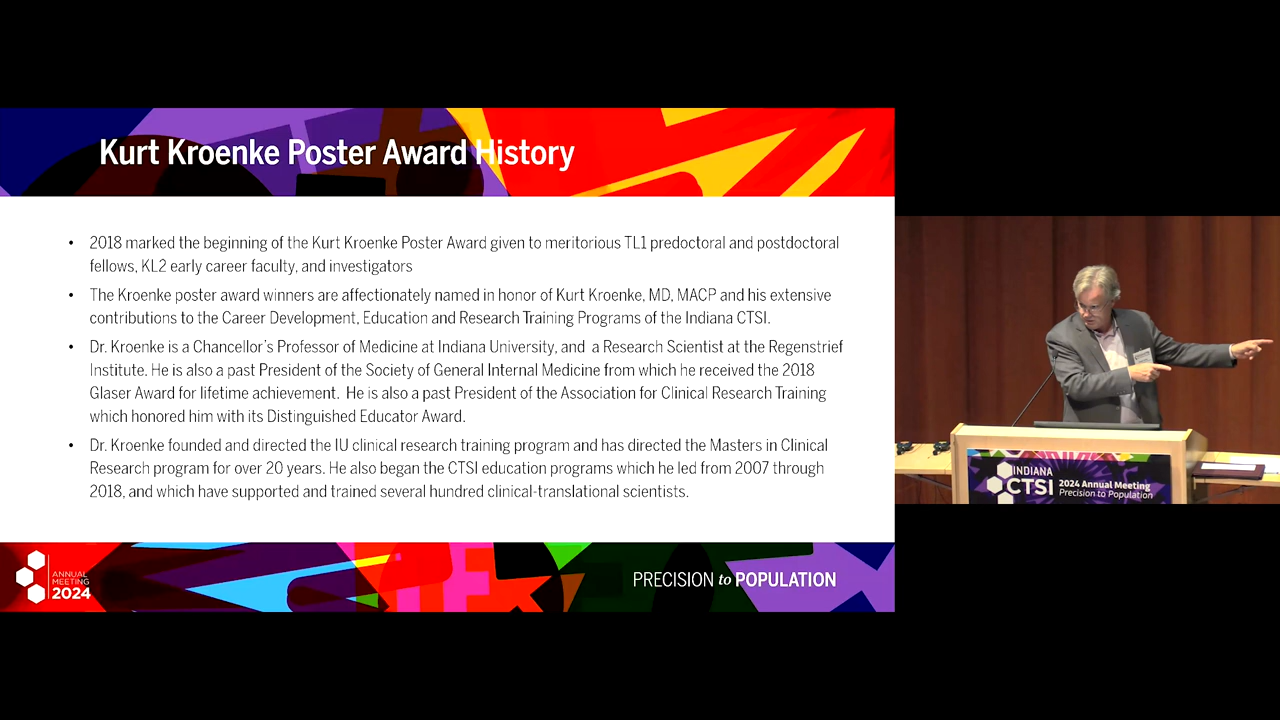 Kurt Kroenke Poster Award History
• 2018 marked the beginning of the Kurt Kroenke Poster Award given to meritorious TL1 predoctoral and postdoctoral
fellows, KL2 early career faculty, and investigators
• The Kroenke poster award winners are affectionately named in honor of Kurt Kroenke, MD, MACP and his extensive
contributions to the Career Development, Education and Research Training Programs of the Indiana CTSI.
• Dr. Kroenke is a Chancellor's Professor of Medicine at Indiana University, and a Research Scientist at the Regenstrief
Institute. He is also a past President of the Society of General Internal Medicine from which he received the 2018
Glaser Award for lifetime achievement. He is also a past President of the Association for Clinical Research Training
which honored him with its Distinguished Educator Award.
• Dr. Kroenke founded and directed the IU clinical research training program and has directed the Masters in Clinical
Research program for over 20 years. He also began the CTSI education programs which he led from 2007 through
2018, and which have supported and trained several hundred clinical-translational scientists.
ANNUAL
MEETING
2024
PRECISION to POPULATION
INDIANA
CTSI
2024 Annual Meeting
Precision to Population